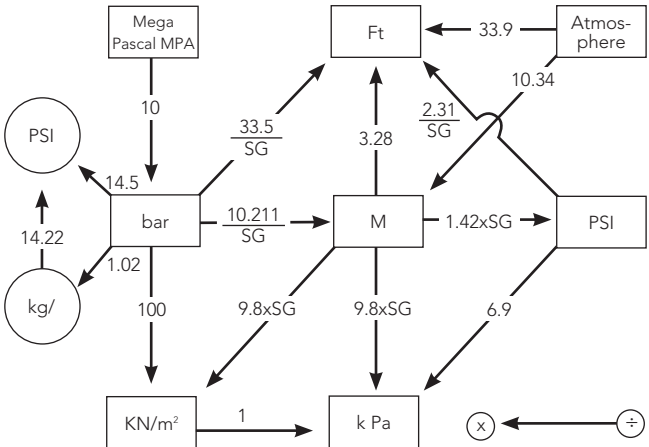 Mega
Pascal MPA
Ft
33.9
Atmos-
phere
10
33.5
SG
3.28
2.31
SG
10.34
PSI
14.5
14.22
bar
10.211
SG
M
1.42xSG
PSI
1.02
kg/
100
9.8xSG
9.8xSG
6.9
KN/m²
1
k Pa
x
÷